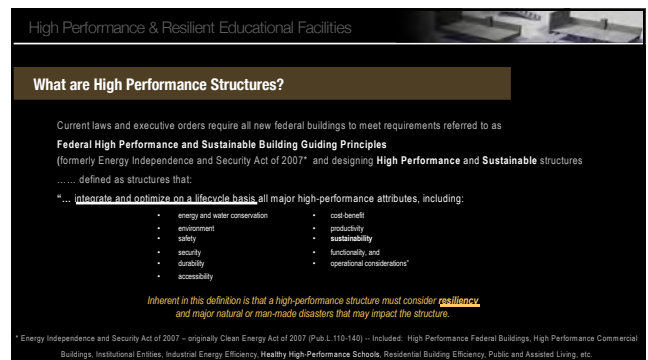 High Performance & Resilient Educational Facilities
What are High Performance Structures?
Current laws and executive orders require all new federal buildings to meet requirements referred to as
Federal High Performance and Sustainable Building Guiding Principles
(formerly Energy Independence and Security Act of 2007* and designing High Performance and Sustainable structures
…… defined as structures that:
“… integrate and optimize on a lifecycle basis all major high-performance attributes, including:
• energy and water conservation
• environment
• safety
• security
• durability
• accessibility
• cost-benefit
• productivity
• sustainability
• functionality, and
• operational considerations”
Inherent in this definition is that a high-performance structure must consider resiliency
and major natural or man-made disasters that may impact the structure.
* Energy Independence and Security Act of 2007 – originally Clean Energy Act of 2007 (Pub.L.110-140) -- Included: High Performance Federal Buildings, High Performance Commercial
Buildings, Institutional Entities, Industrial Energy Efficiency, Healthy High-Performance Schools, Residential Building Efficiency, Public and Assisted Living, etc.